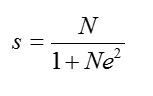 s = N / (1 + Ne²)